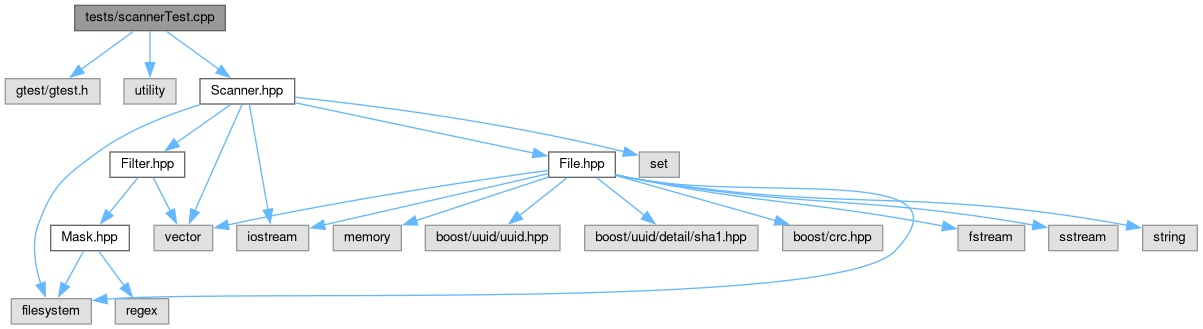 tests/scannerTest.cpp
gtest/gtest.h
utility
Scanner.hpp
Filter.hpp
File.hpp
set
Mask.hpp
vector
iostream
memory
boost/uuid/uuid.hpp
boost/uuid/detail/sha1.hpp
boost/crc.hpp
fstream
sstream
string
filesystem
regex